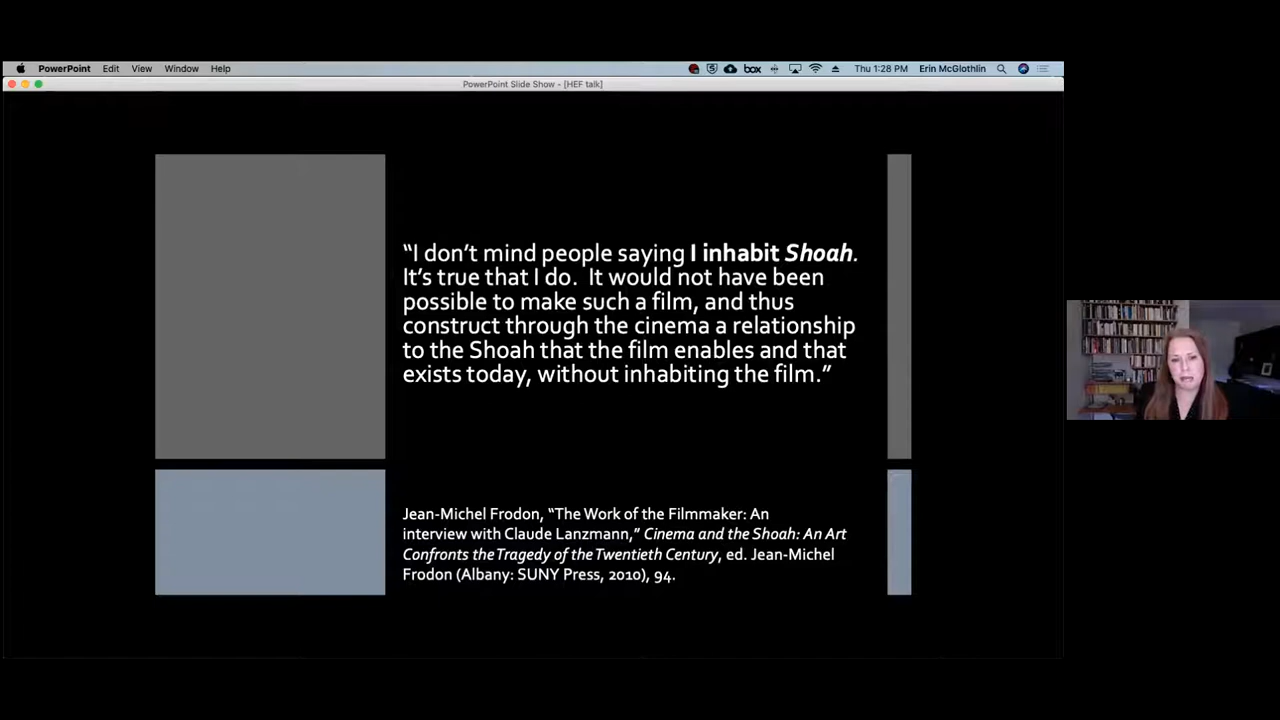 PowerPoint Edit View Window Help box Thu 1:28 PM Erin McGlothlin
PowerPoint Slide Show - [HEF talk]
“I don’t mind people saying I inhabit Shoah.
It’s true that I do. It would not have been
possible to make such a film, and thus
construct through the cinema a relationship
to the Shoah that the film enables and that
exists today, without inhabiting the film.”
Jean-Michel Frodon, “The Work of the Filmmaker: An
interview with Claude Lanzmann,” Cinema and the Shoah: An Art
Confronts the Tragedy of the Twentieth Century, ed. Jean-Michel
Frodon (Albany: SUNY Press, 2010), 94.